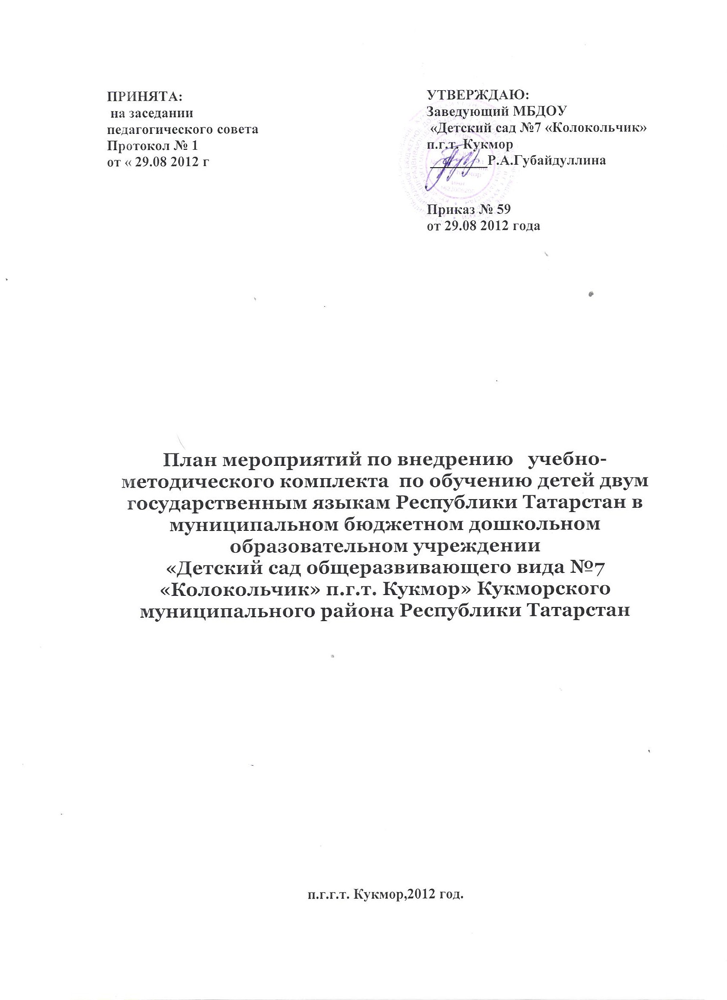 ПРИНЯТА:
на заседании
педагогического совета
Протокол № 1
от « 29.08 2012 г
УТВЕРЖДАЮ:
Заведующий МБДОУ
«Детский сад №7 «Колокольчик»
п.г.т. Кукмор
________Р.А.Губайдуллина
Приказ № 59
от 29.08 2012 года
План мероприятий по внедрению учебно-
методического комплекта по обучению детей двум
государственным языкам Республики Татарстан в
муниципальном бюджетном дошкольном
образовательном учреждении
«Детский сад общеразвивающего вида №7
«Колокольчик» п.г.т. Кукмор» Кукморского
муниципального района Республики Татарстан
п.г.г.т. Кукмор,2012 год.